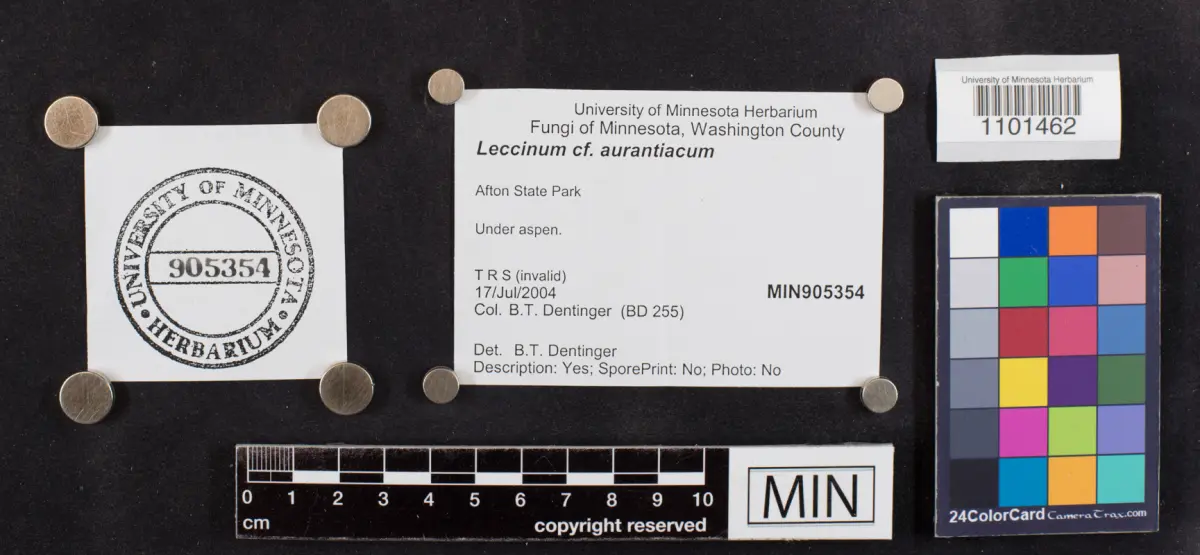 UNIVERSITY OF MINNESOTA
905354
HERBARIUM
University of Minnesota Herbarium
Fungi of Minnesota, Washington County
Leccinum cf. aurantiacum
Afton State Park
Under aspen.
T R S (invalid)
17/Jul/2004
MIN905354
Col. B.T. Dentinger (BD 255)
Det. B.T. Dentinger
Description: Yes; SporePrint: No; Photo: No
University of Minnesota Herbarium
1101462
0 1 2 3 4 5 6 7 8 9 10
cm
copyright reserved
MIN
24ColorCard CameraTrax.com